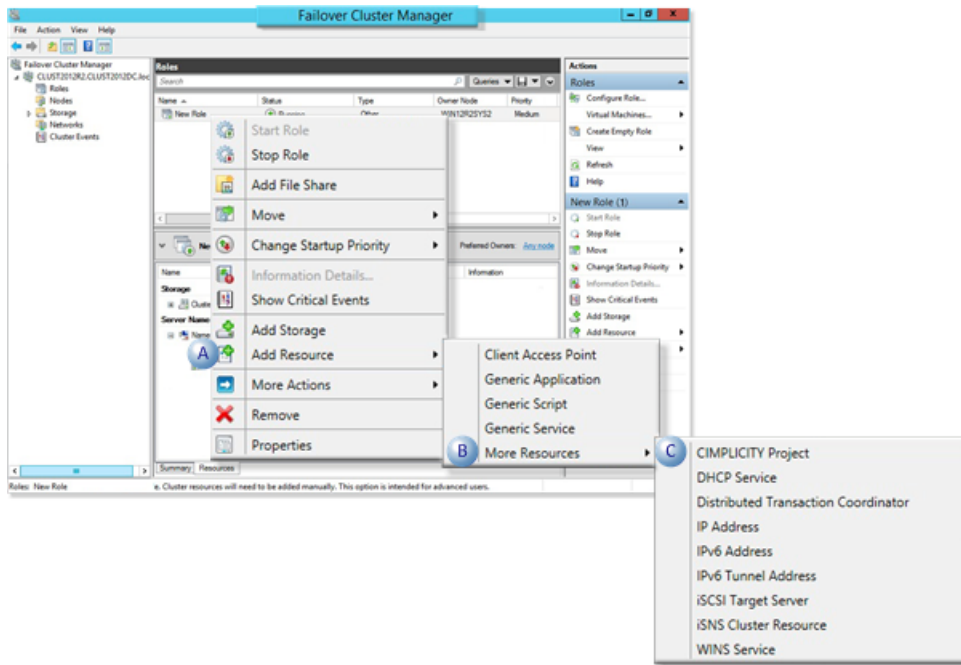 Failover Cluster Manager
File Action View Help
Failover Cluster Manager
CLUST2012R2.CLUST2012DC.loc
Roles
Nodes
Storage
Networks
Cluster Events
Roles
Search
Queries
Name Status Type Owner Node Priority
New Role Running Other WIN12R2SYS2 Medium
Start Role
Stop Role
Add File Share
Move
Change Startup Priority
Information Details...
Show Critical Events
Add Storage
A Add Resource
More Actions
Remove
Properties
Preferred Owners: Any node
Name Information
Storage
Server Name
Name
Client Access Point
Generic Application
Generic Script
Generic Service
B More Resources
C CIMPLICITY Project
DHCP Service
Distributed Transaction Coordinator
IP Address
IPv6 Address
IPv6 Tunnel Address
iSCSI Target Server
iSNS Cluster Resource
WINS Service
Actions
Roles
Configure Role...
Virtual Machines...
Create Empty Role
View
Refresh
Help
New Role (1)
Start Role
Stop Role
Move
Change Startup Priority
Information Details...
Show Critical Events
Add Storage
Add Resource
Summary Resources
Roles: New Role
e. Cluster resources will need to be added manually. This option is intended for advanced users.